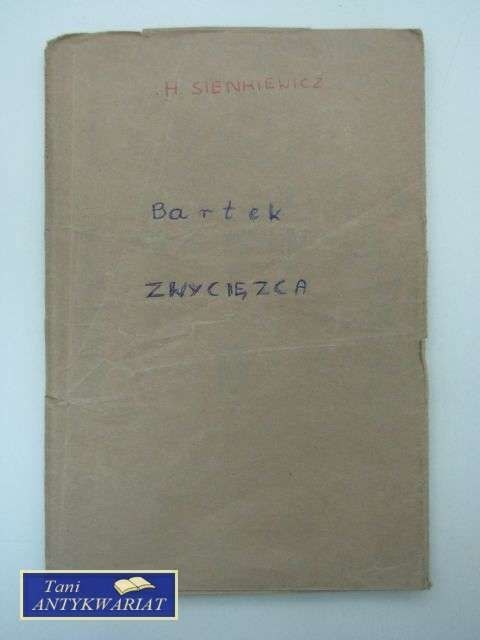 H. SIENKIEWICZ
Bartek
ZWYCIĘZCA
Tani
ANTYKWARIAT